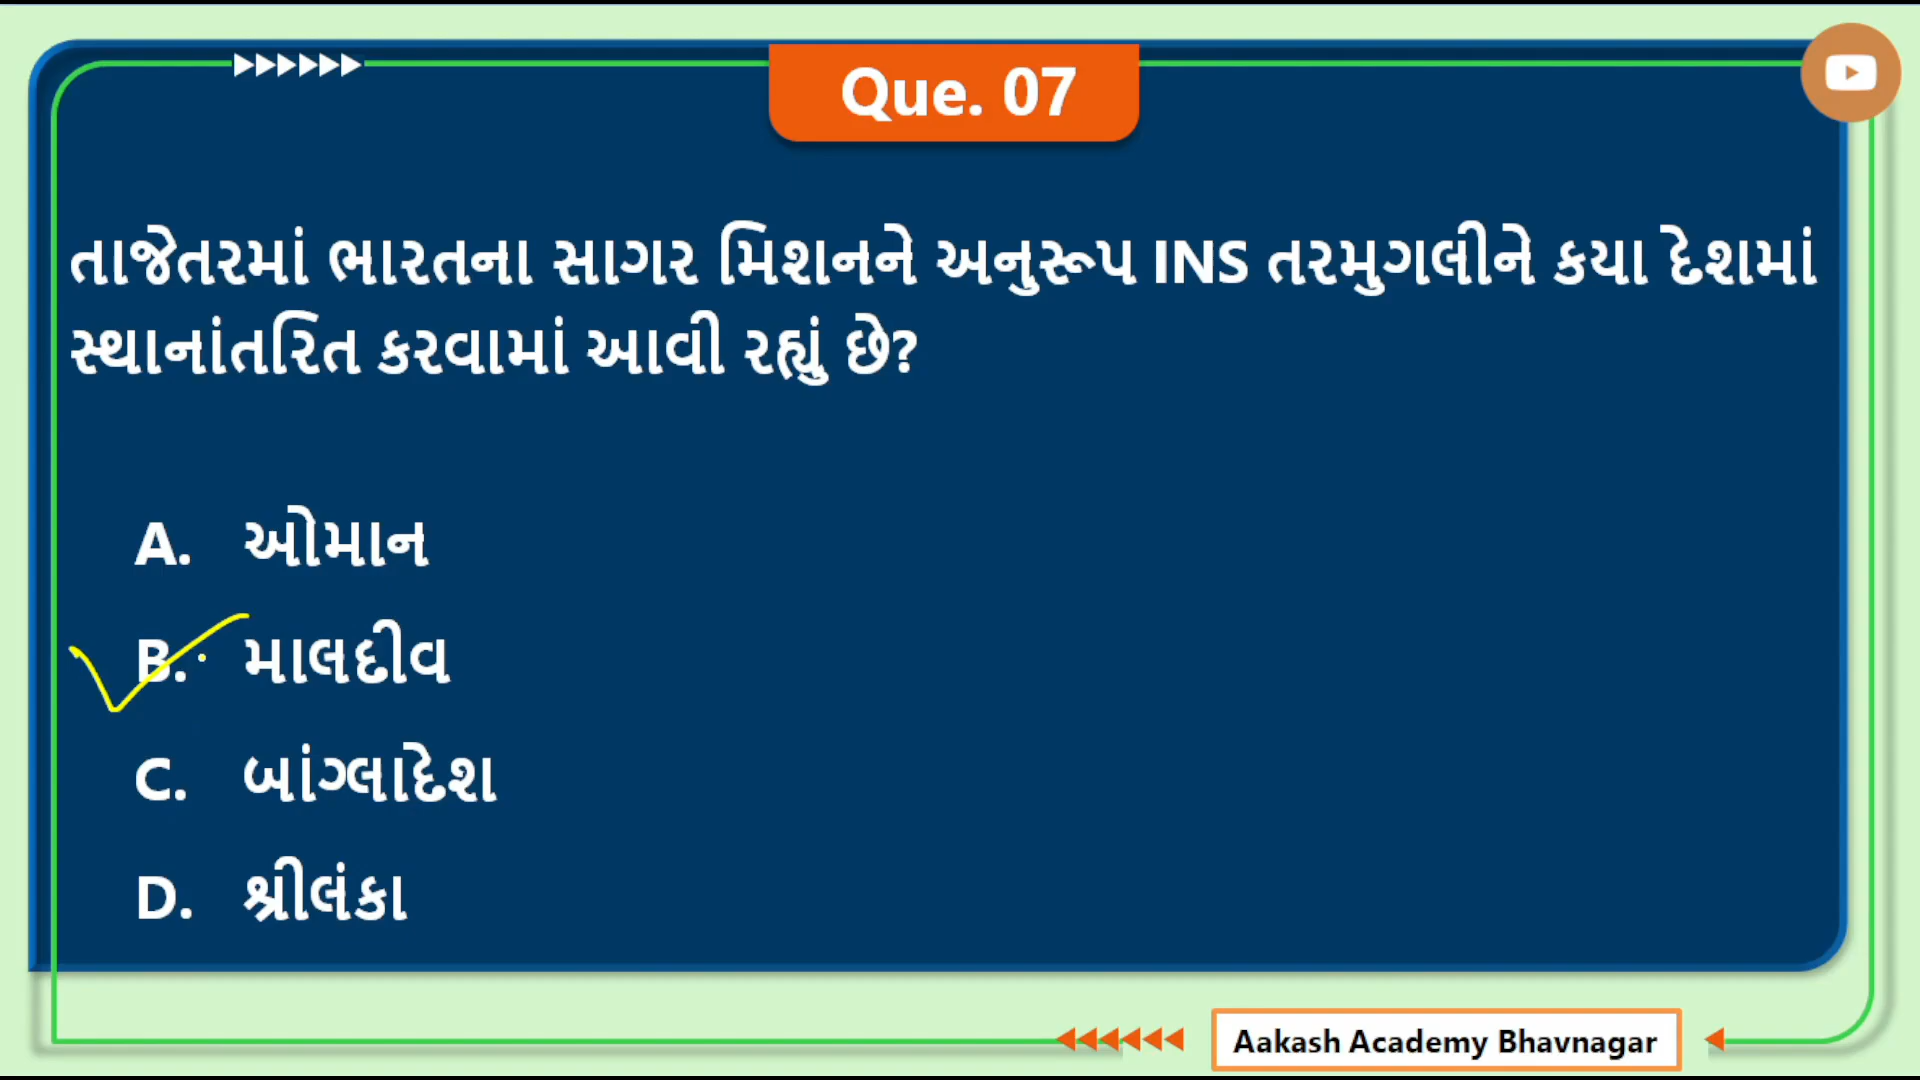 Que. 07
તાજેતરમાં ભારતના સાગર મિશનને અનુરૂપ INS તરમુગલીને કયા દેશમાં
સ્થાનાંતરિત કરવામાં આવી રહ્યું છે?
A. ઓમાન
B. માલદીવ
C. બાંગ્લાદેશ
D. શ્રીલંકા
Aakash Academy Bhavnagar